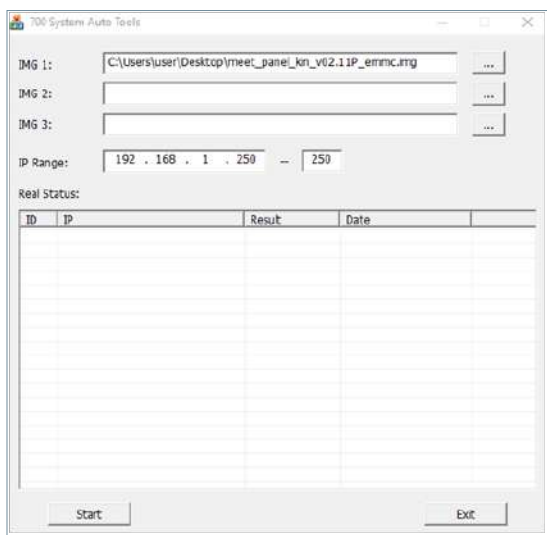 700 System Auto Tools
IMG 1: C:\Users\user\Desktop\meet_panel_km_v02.11P_emmc.img ...
IMG 2: ...
IMG 3: ...
IP Range: 192 . 168 . 1 . 250 -- 250
Real Status:
ID IP Result Date
Start Exit